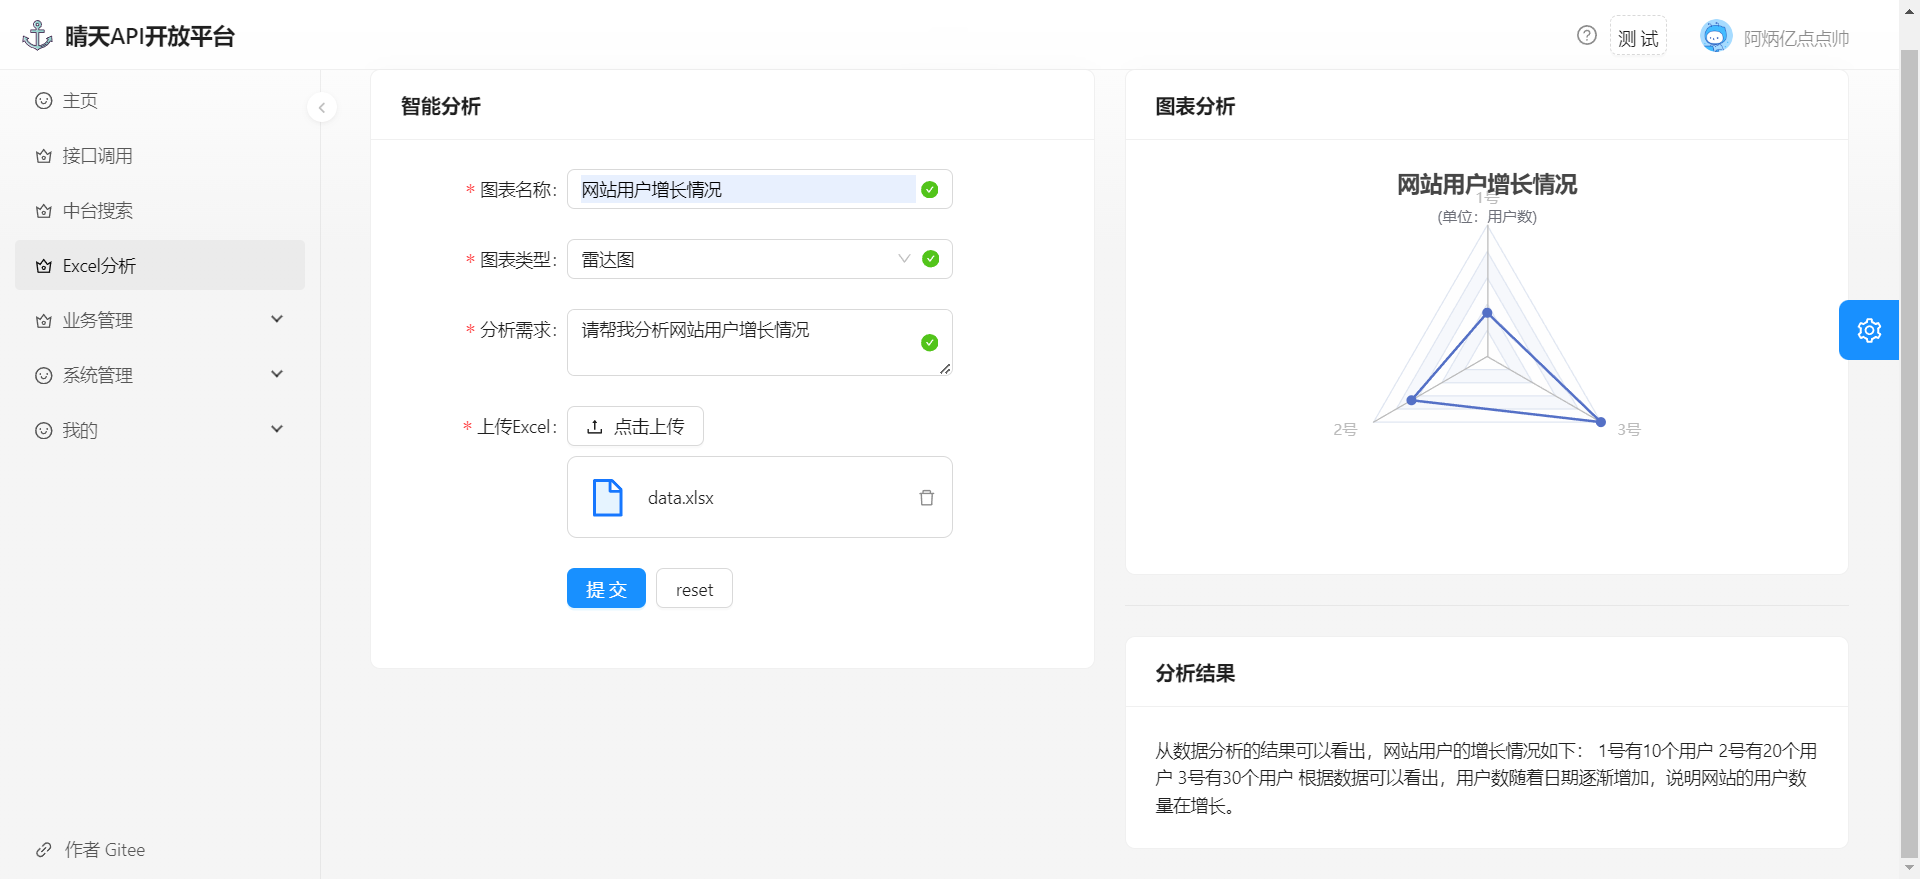 晴天API开放平台
测 试
阿炳亿点点帅
主页
接口调用
中台搜索
Excel分析
业务管理
系统管理
我的
作者 Gitee
智能分析
* 图表名称:
网站用户增长情况
* 图表类型:
雷达图
* 分析需求:
请帮我分析网站用户增长情况
* 上传Excel:
点击上传
data.xlsx
提 交
reset
图表分析
网站用户增长情况
1号
(单位：用户数)
2号
3号
分析结果
从数据分析的结果可以看出，网站用户的增长情况如下： 1号有10个用户 2号有20个用
户 3号有30个用户 根据数据可以看出，用户数随着日期逐渐增加，说明网站的用户数
量在增长。